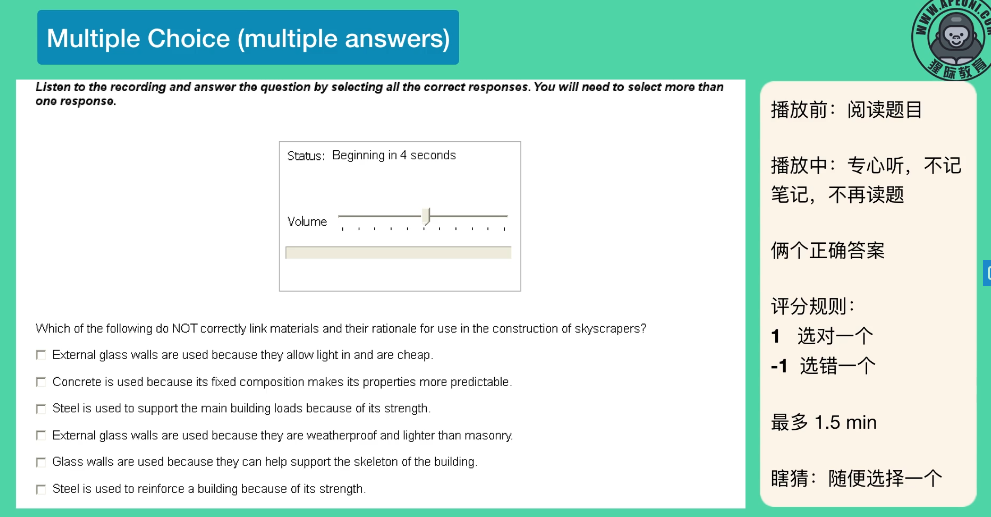 Multiple Choice (multiple answers)
WWW.APEUNI.COM
猩际教育
Listen to the recording and answer the question by selecting all the correct responses. You will need to select more than
one response.
Status: Beginning in 4 seconds
Volume
Which of the following do NOT correctly link materials and their rationale for use in the construction of skyscrapers?
External glass walls are used because they allow light in and are cheap.
Concrete is used because its fixed composition makes its properties more predictable.
Steel is used to support the main building loads because of its strength.
External glass walls are used because they are weatherproof and lighter than masonry.
Glass walls are used because they can help support the skeleton of the building.
Steel is used to reinforce a building because of its strength.
播放前：阅读题目
播放中：专心听，不记
笔记，不再读题
俩个正确答案
评分规则：
1 选对一个
-1 选错一个
最多 1.5 min
瞎猜：随便选择一个